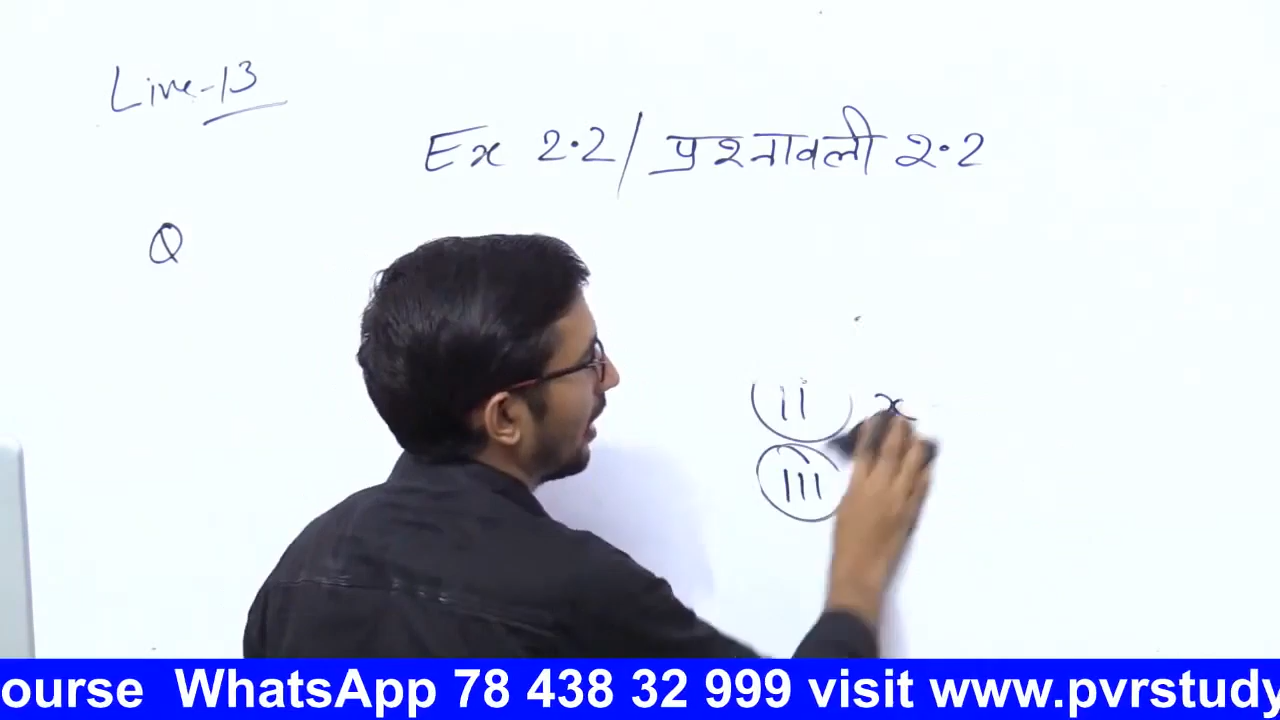 Live-13
Ex 2.2/ प्रश्नावली 2.2
Q
ii x
iii
ourse WhatsApp 78 438 32 999 visit www.pvrstudy